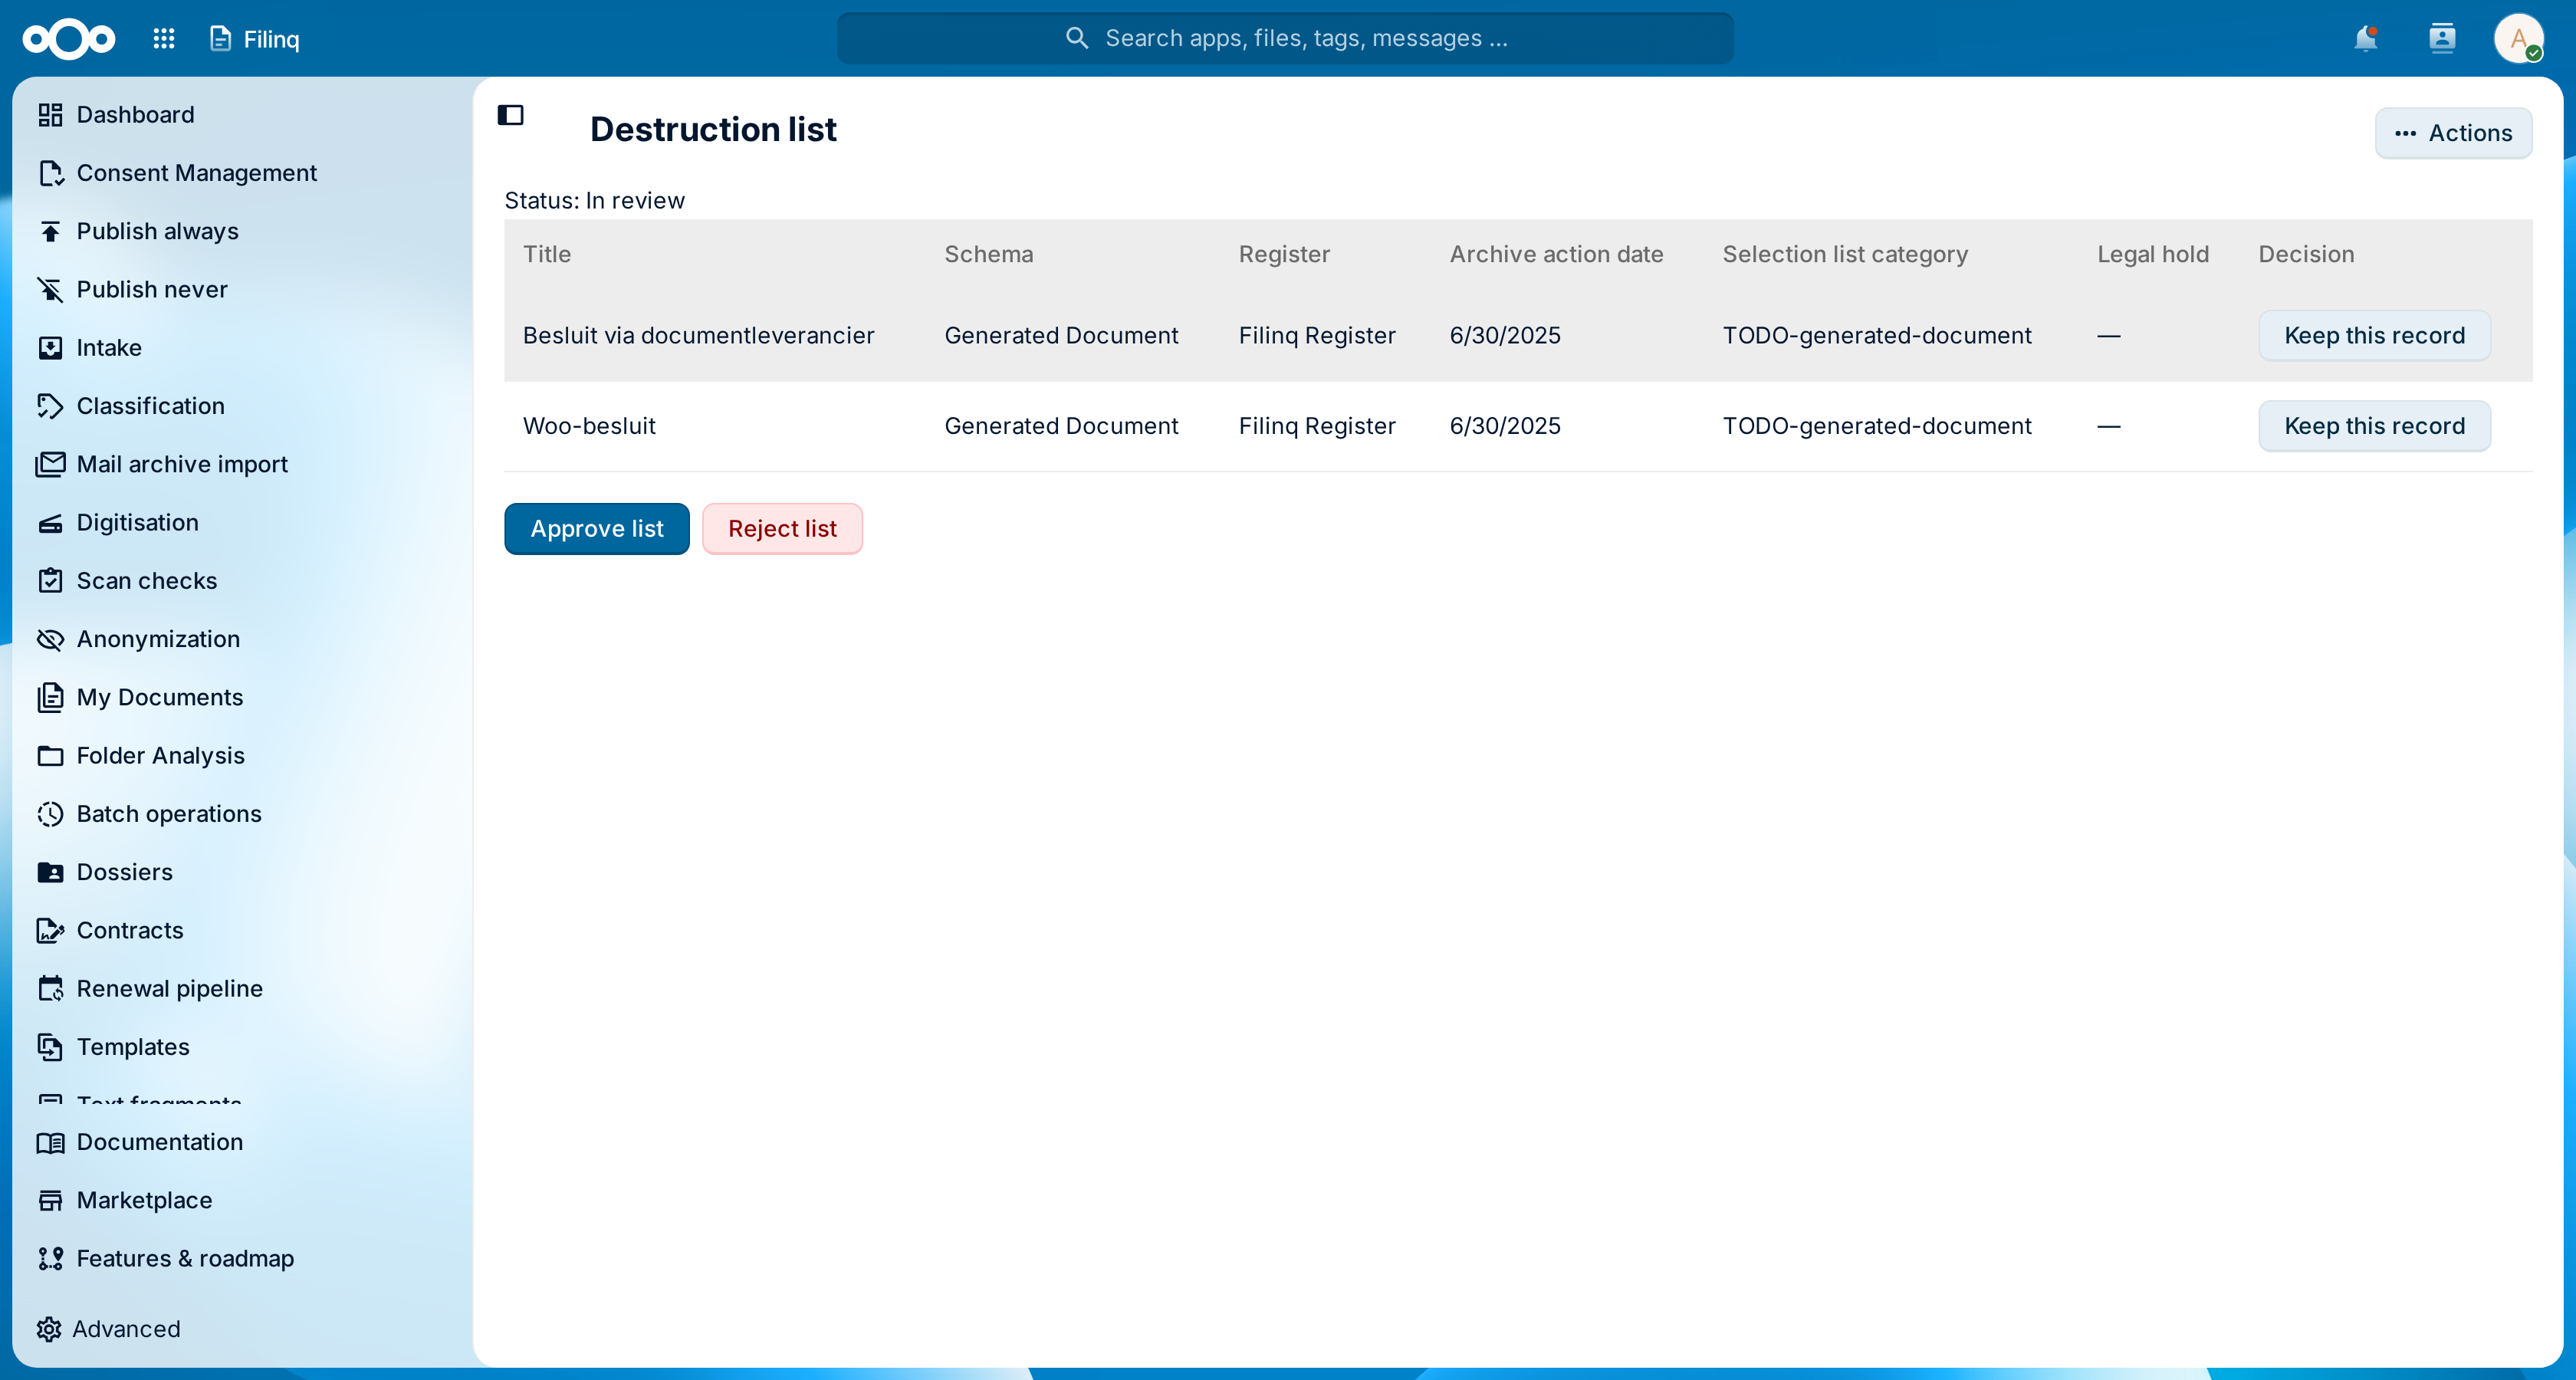 Filinq
Search apps, files, tags, messages ...
A
Dashboard
Consent Management
Publish always
Publish never
Intake
Classification
Mail archive import
Digitisation
Scan checks
Anonymization
My Documents
Folder Analysis
Batch operations
Dossiers
Contracts
Renewal pipeline
Templates
Text fragments
Documentation
Marketplace
Features & roadmap
Advanced
Destruction list
Actions
Status: In review
Title Schema Register Archive action date Selection list category Legal hold Decision
Besluit via documentleverancier Generated Document Filinq Register 6/30/2025 TODO-generated-document — Keep this record
Woo-besluit Generated Document Filinq Register 6/30/2025 TODO-generated-document — Keep this record
Approve list Reject list